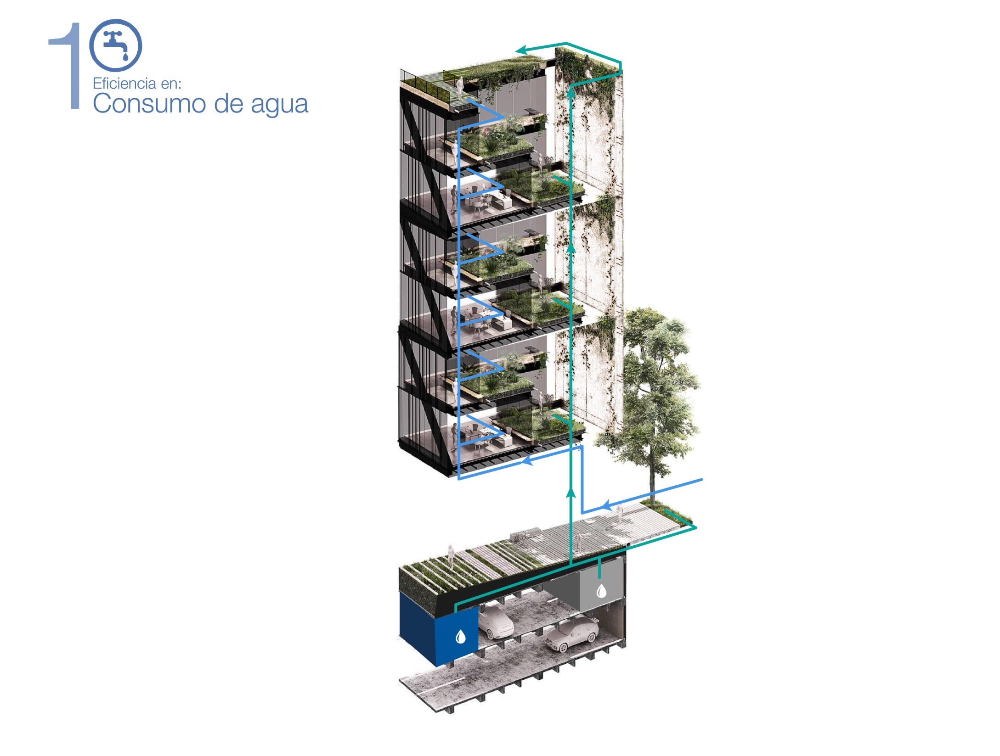 1
Eficiencia en:
Consumo de agua